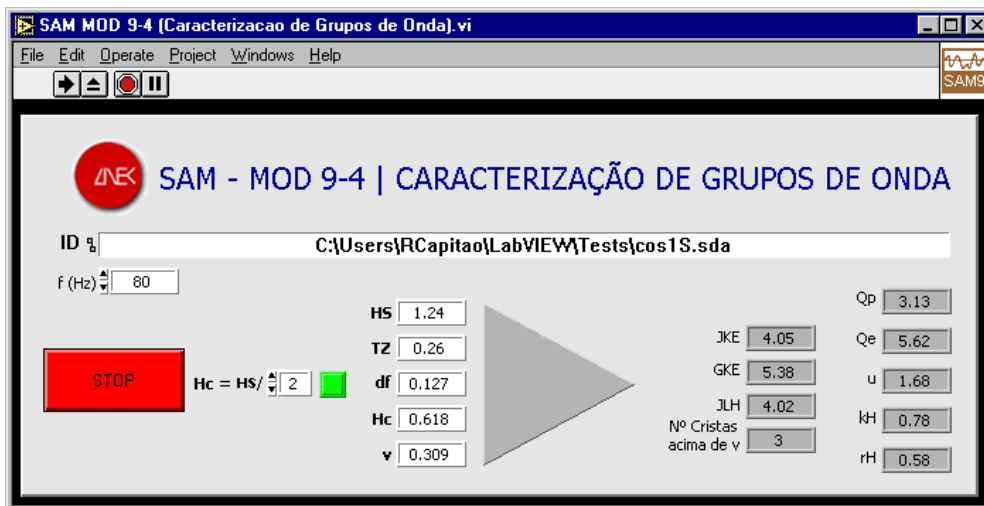 SAM MOD 9-4 (Caracterizacao de Grupos de Onda).vi
File Edit Operate Project Windows Help
SAM9
SAM - MOD 9-4 | CARACTERIZAÇÃO DE GRUPOS DE ONDA
ID C:\Users\RCapitao\LabVIEW\Tests\cos1S.sda
f (Hz) 80
STOP
Hc = HS/ 2
HS 1.24
TZ 0.26
df 0.127
Hc 0.618
v 0.309
JKE 4.05
GKE 5.38
JLH 4.02
Nº Cristas
acima de v 3
Qp 3.13
Qe 5.62
u 1.68
kH 0.78
rH 0.58